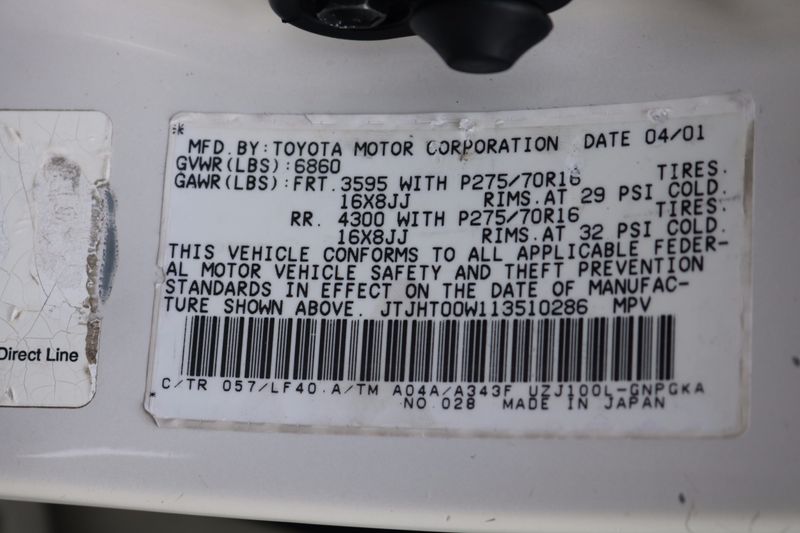 MFD.BY:TOYOTA MOTOR CORPORATION DATE 04/01
GVWR(LBS):6860
GAWR(LBS):FRT.3595 WITH P275/70R16 TIRES.
16X8JJ RIMS.AT 29 PSI COLD.
RR. 4300 WITH P275/70R16 TIRES.
16X8JJ RIMS.AT 32 PSI COLD.
THIS VEHICLE CONFORMS TO ALL APPLICABLE FEDER-
AL MOTOR VEHICLE SAFETY AND THEFT PREVENTION
STANDARDS IN EFFECT ON THE DATE OF MANUFAC-
TURE SHOWN ABOVE. JTJHT00W113510286 MPV
C/TR 057/LF40 A/TM A04A/A343F UZJ100L-GNPGKA
NO.028 MADE IN JAPAN
Direct Line